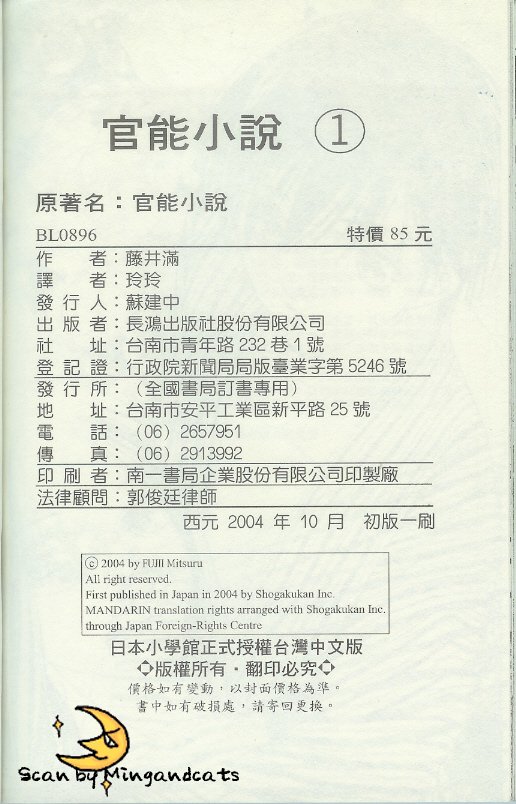 官能小說 ①
原著名：官能小說
BL0896 特價 85 元
作者：藤井滿
譯者：玲玲
發行人：蘇建中
出版者：長鴻出版社股份有限公司
社址：台南市青年路 232 巷 1 號
登記證：行政院新聞局局版臺業字第 5246 號
發行所：（全國書局訂書專用）
地址：台南市安平工業區新平路 25 號
電話：（06）2657951
傳真：（06）2913992
印刷者：南一書局企業股份有限公司印製廠
法律顧問：郭俊廷律師
西元 2004 年 10 月 初版一刷
© 2004 by FUJII Mitsuru
All right reserved.
First published in Japan in 2004 by Shogakukan Inc.
MANDARIN translation rights arranged with Shogakukan Inc.
through Japan Foreign-Rights Centre
日本小學館正式授權台灣中文版
◇版權所有・翻印必究◇
價格如有變動，以封面價格為準。
書中如有破損處，請寄回更換。
Scan by Mingandcats